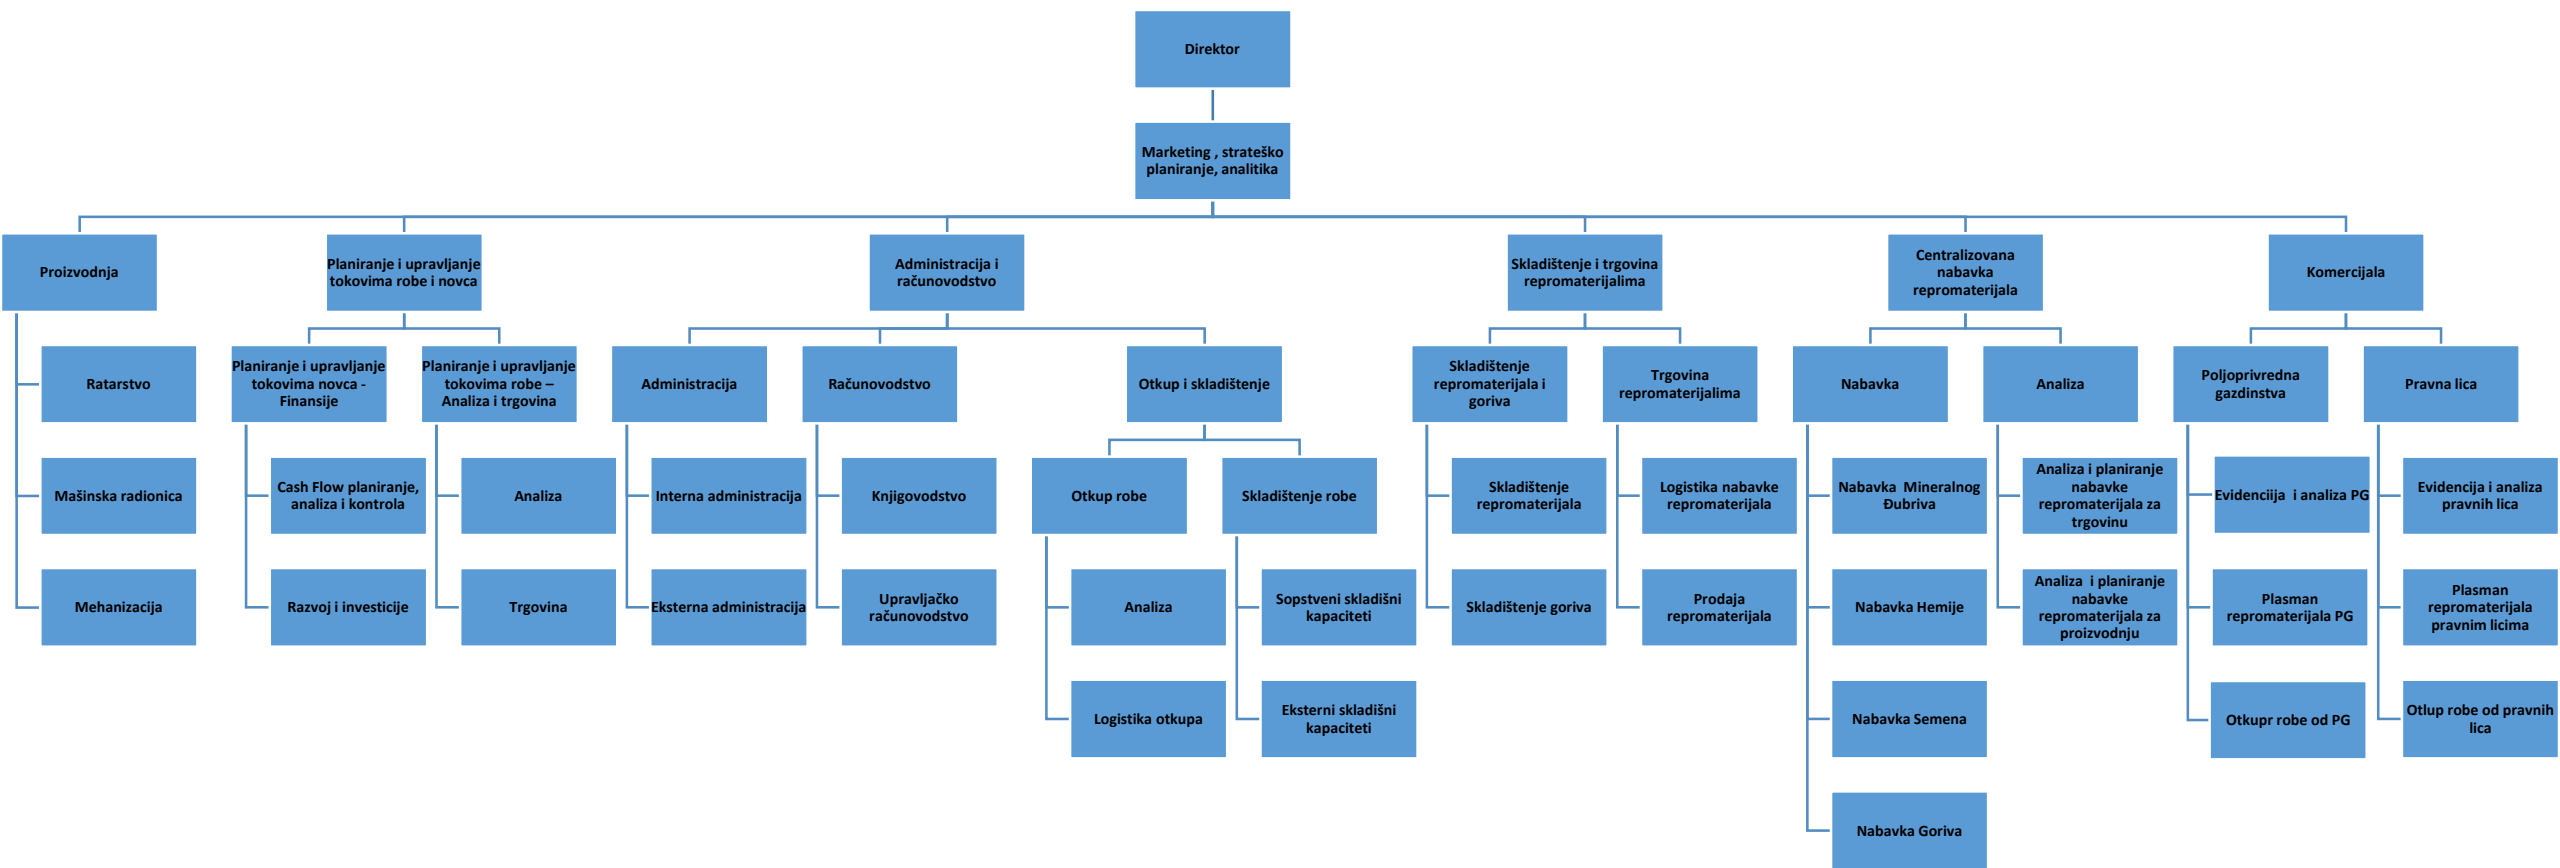 Direktor
Marketing , strateško
planiranje, analitika
Proizvodnja
Planiranje i upravljanje
tokovima robe i novca
Administracija i
računovodstvo
Skladištenje i trgovina
repromaterijalima
Centralizovana
nabavka
repromaterijala
Komercijala
Ratarstvo
Planiranje i upravljanje
tokovima novca -
Finansije
Planiranje i upravljanje
tokovima robe –
Analiza i trgovina
Administracija
Računovodstvo
Otkup i skladištenje
Skladištenje
repromaterijala i
goriva
Trgovina
repromaterijalima
Nabavka
Analiza
Poljoprivredna
gazdinstva
Pravna lica
Mašinska radionica
Cash Flow planiranje,
analiza i kontrola
Analiza
Interna administracija
Knjigovodstvo
Otkup robe
Skladištenje robe
Skladištenje
repromaterijala
Logistika nabavke
repromaterijala
Nabavka  Mineralnog
Đubriva
Analiza i planiranje
nabavke
repromaterijala za
trgovinu
Evidenciija  i analiza PG
Evidencija i analiza
pravnih lica
Mehanizacija
Razvoj i investicije
Trgovina
Eksterna administracija
Upravljačko
računovodstvo
Analiza
Sopstveni skladišni
kapaciteti
Skladištenje goriva
Prodaja
repromaterijala
Nabavka Hemije
Analiza  i planiranje
nabavke
repromaterijala za
proizvodnju
Plasman
repromaterijala PG
Plasman
repromaterijala
pravnim licima
Logistika otkupa
Eksterni skladišni
kapaciteti
Nabavka Semena
Otkupr robe od PG
Otlup robe od pravnih
lica
Nabavka Goriva